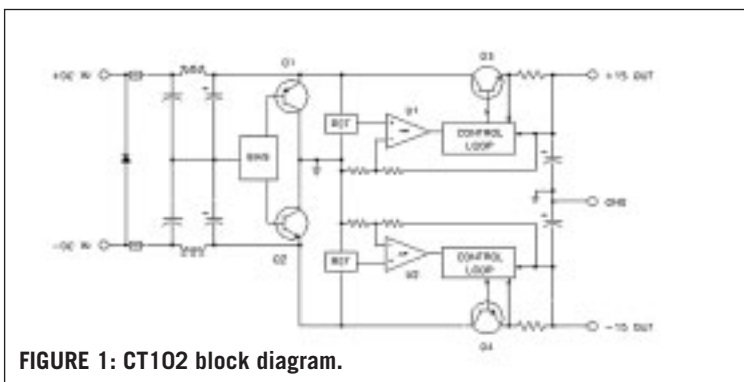 Q1
Q3
+DC IN
+15 OUT
U1
CONTROL
LOOP
GND
Q2
CONTROL
LOOP
U2
-DC IN
-15 OUT
Q4
FIGURE 1: CT102 block diagram.